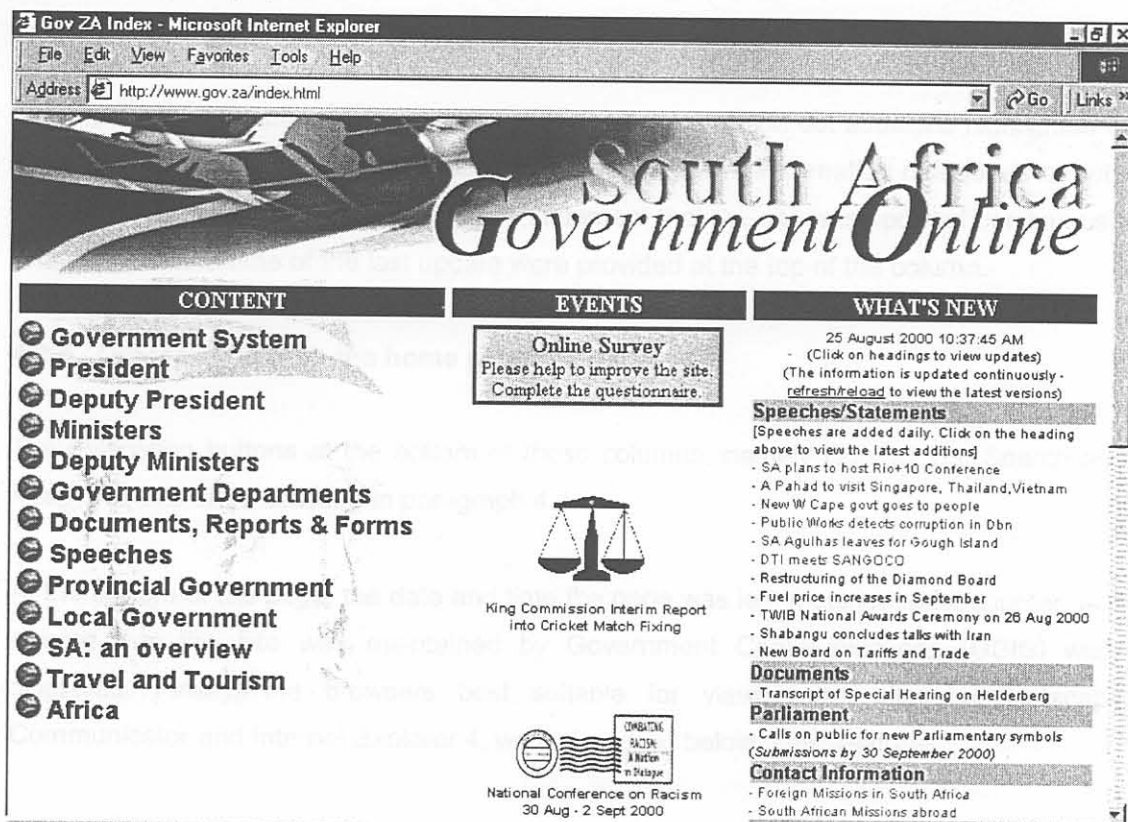 Gov ZA Index - Microsoft Internet Explorer
File Edit View Favorites Tools Help
Address http://www.gov.za/index.html Go Links »
South Africa
Government Online
CONTENT
Government System
President
Deputy President
Ministers
Deputy Ministers
Government Departments
Documents, Reports & Forms
Speeches
Provincial Government
Local Government
SA: an overview
Travel and Tourism
Africa
EVENTS
Online Survey
Please help to improve the site.
Complete the questionnaire.
King Commission Interim Report
into Cricket Match Fixing
COMBATING
RACISM:
A Nation
in Dialogue
National Conference on Racism
30 Aug - 2 Sept 2000
WHAT'S NEW
25 August 2000 10:37:45 AM
- (Click on headings to view updates)
(The information is updated continuously -
refresh/reload to view the latest versions)
Speeches/Statements
[Speeches are added daily. Click on the heading
above to view the latest additions]
- SA plans to host Rio+10 Conference
- A Pahad to visit Singapore, Thailand,Vietnam
- New W Cape govt goes to people
- Public Works detects corruption in Dbn
- SA Agulhas leaves for Gough Island
- DTI meets SANGOCO
- Restructuring of the Diamond Board
- Fuel price increases in September
- TWIB National Awards Ceremony on 26 Aug 2000
- Shabangu concludes talks with Iran
- New Board on Tariffs and Trade
Documents
- Transcript of Special Hearing on Helderberg
Parliament
- Calls on public for new Parliamentary symbols
(Submissions by 30 September 2000)
Contact Information
- Foreign Missions in South Africa
- South African Missions abroad